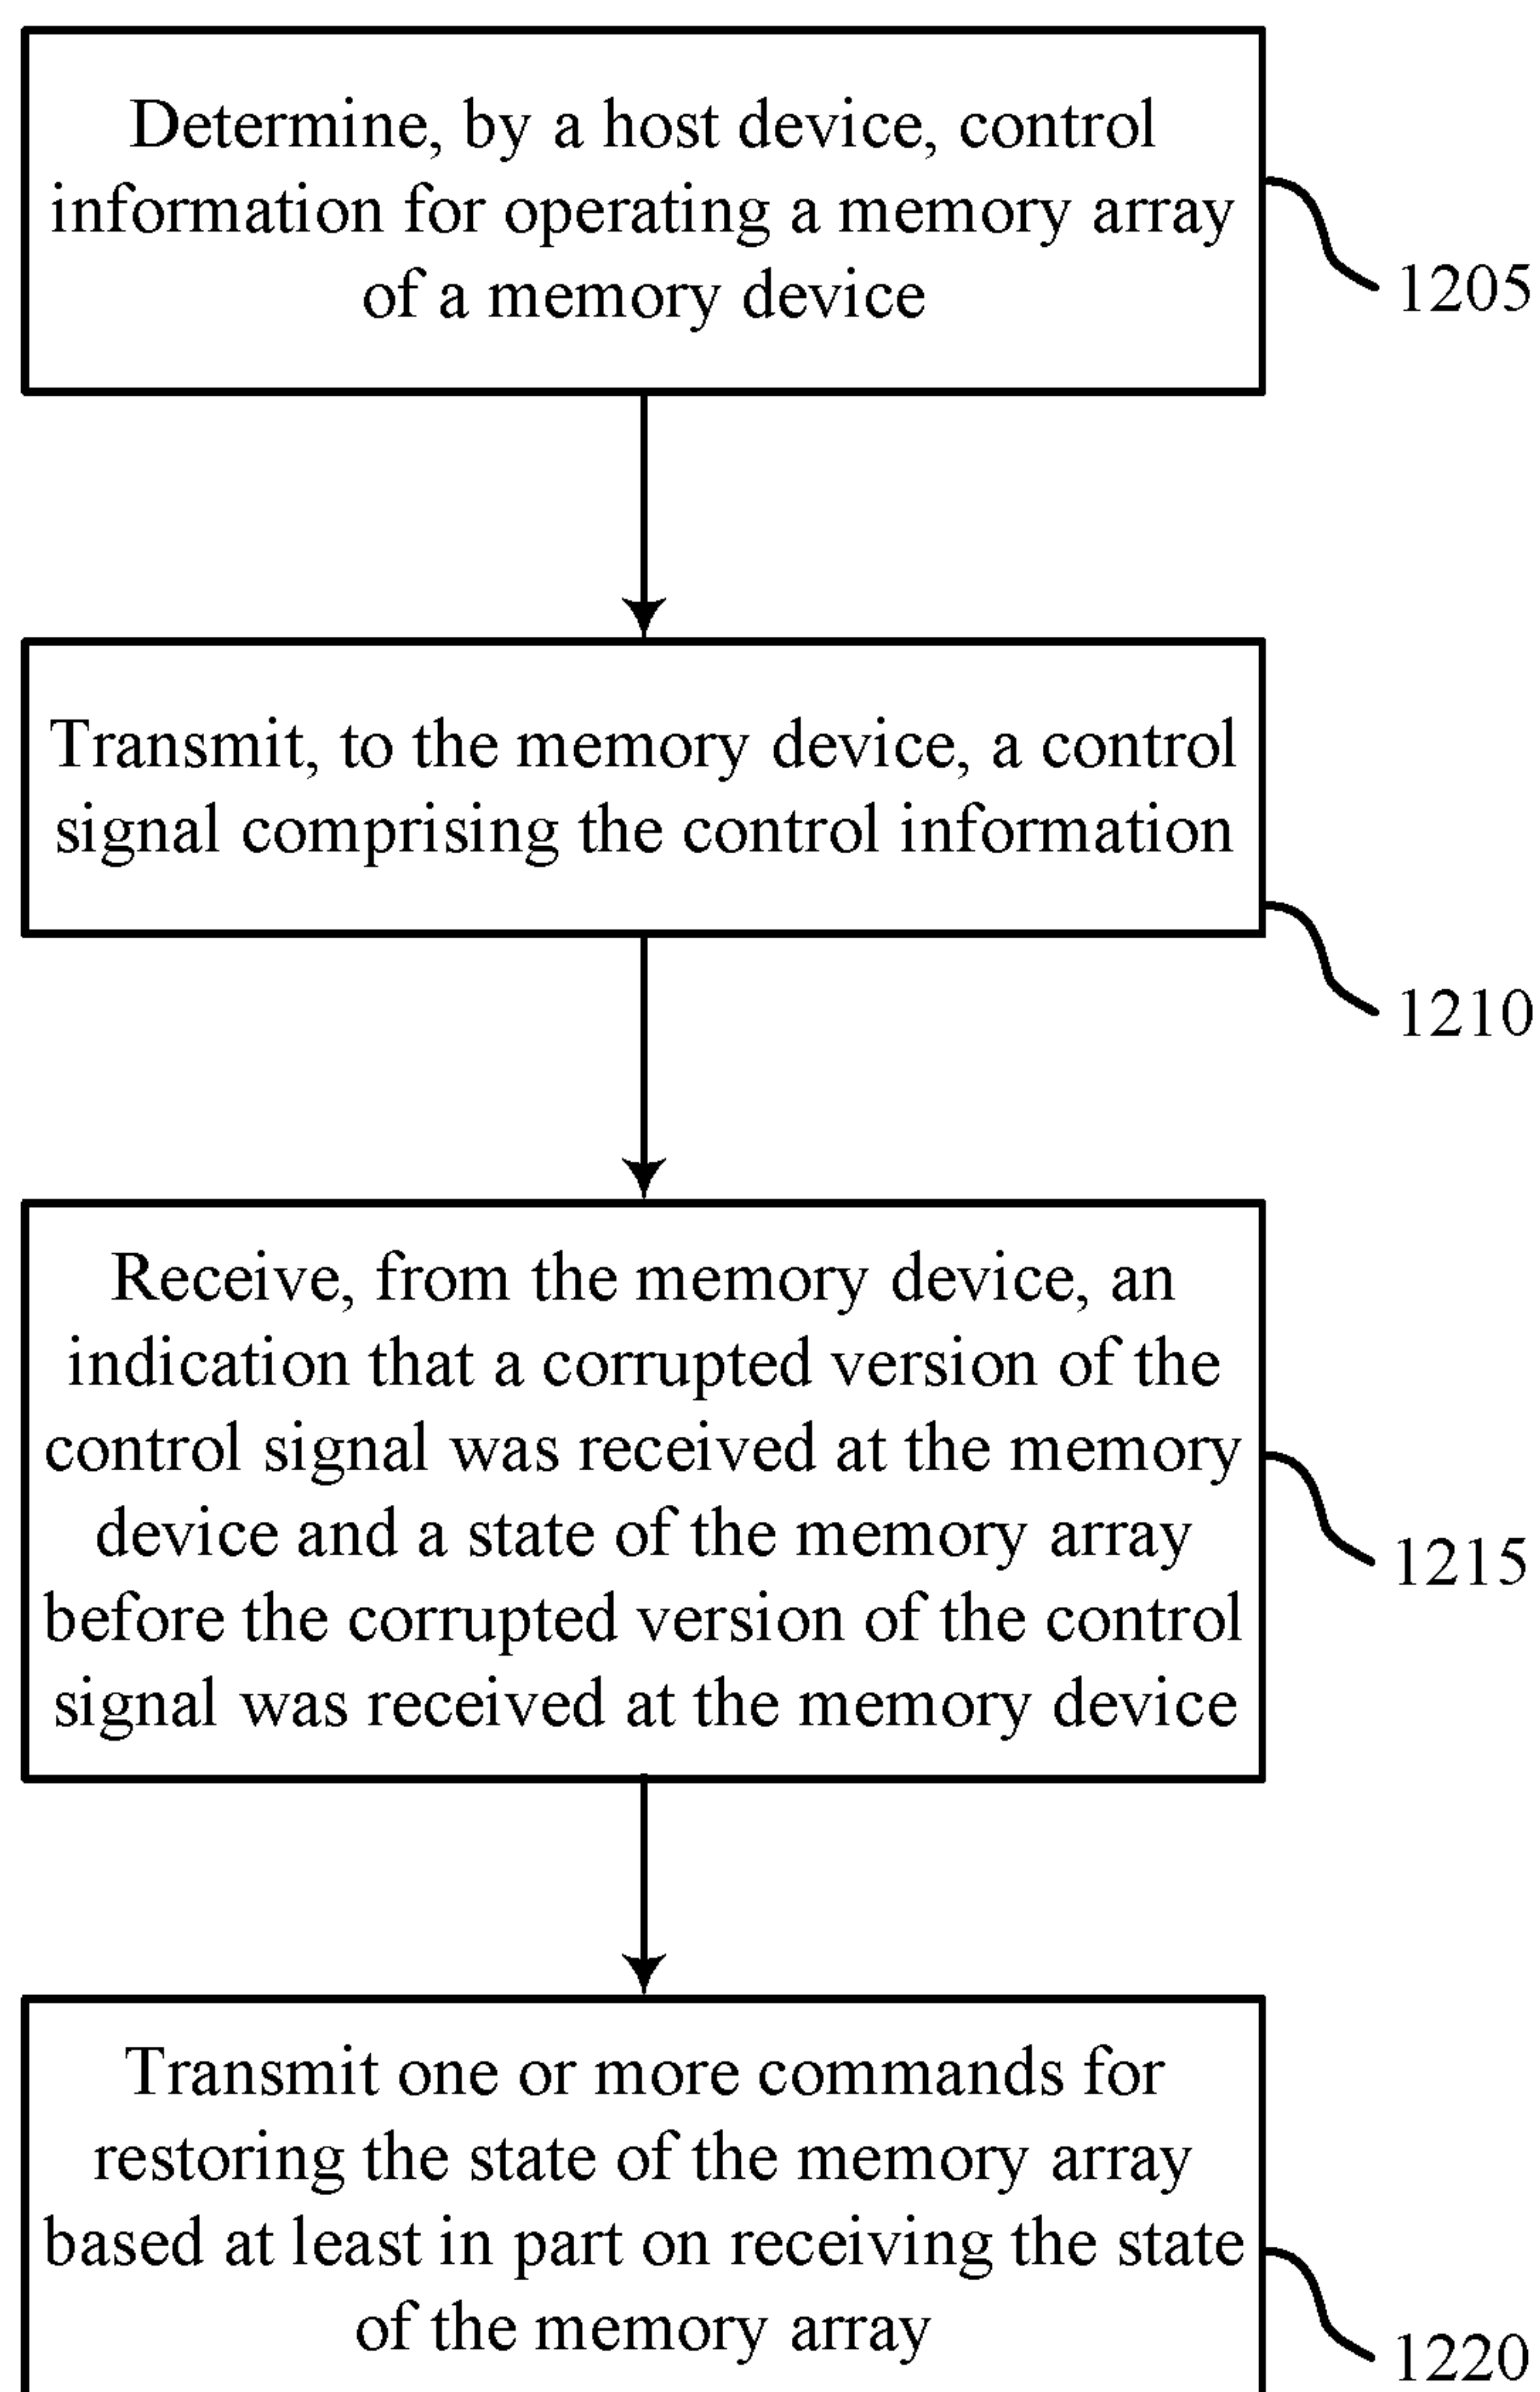 Determine, by a host device, control
information for operating a memory array
of a memory device
1205
Transmit, to the memory device, a control
signal comprising the control information
1210
Receive, from the memory device, an
indication that a corrupted version of the
control signal was received at the memory
device and a state of the memory array
before the corrupted version of the control
signal was received at the memory device
1215
Transmit one or more commands for
restoring the state of the memory array
based at least in part on receiving the state
of the memory array
1220